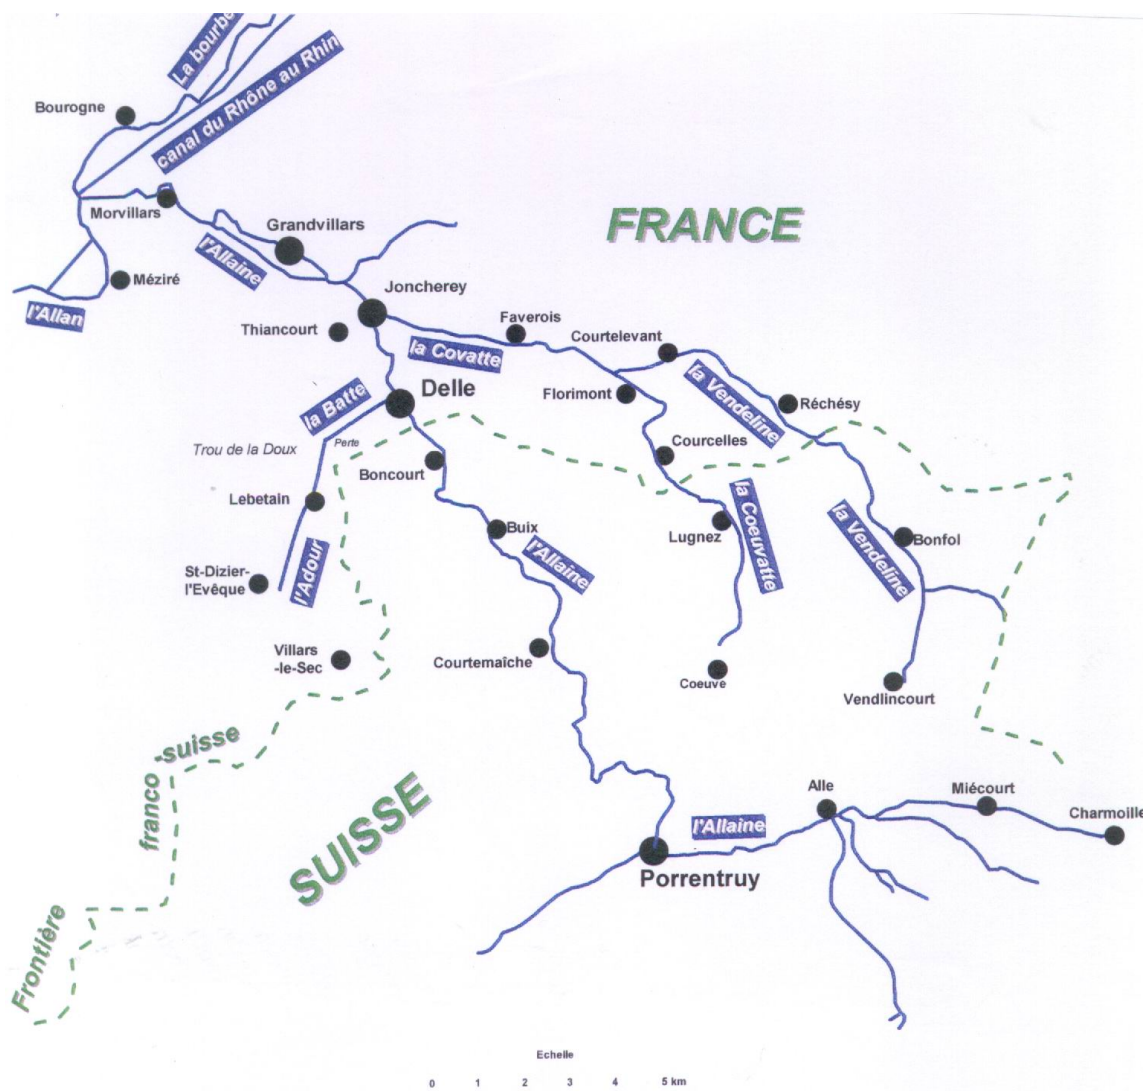 La bourbe
canal du Rhône au Rhin
Bourogne
Morvillars
Grandvillars
l'Allaine
FRANCE
Méziré
l'Allan
Joncherey
Thiancourt
Faverois
la Covatte
Courtelevant
Delle
la Batte
Florimont
la Vendeline
Réchésy
Trou de la Doux
Perte
Boncourt
Courcelles
Lebetain
la Coeuvatte
Buix
Lugnez
l'Allaine
la Vendeline
Bonfol
St-Dizier-
l'Evêque
l'Adour
Villars
-le-Sec
Courtemaîche
Coeuve
Vendlincourt
Frontière
franco
-suisse
SUISSE
Alle
Miécourt
Charmoille
l'Allaine
Porrentruy
Echelle
0 1 2 3 4 5 km